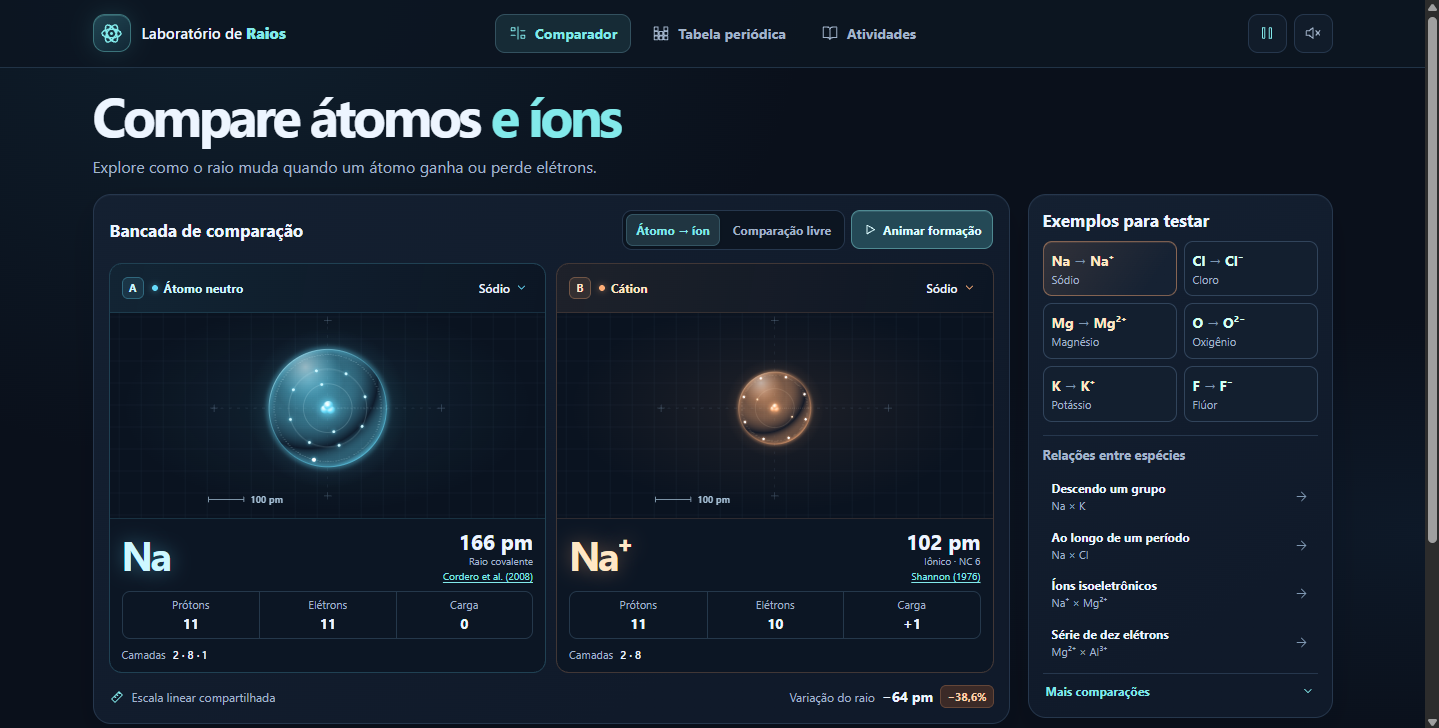 Laboratório de Raios
Comparador
Tabela periódica
Atividades
Compare átomos e íons
Explore como o raio muda quando um átomo ganha ou perde elétrons.
Bancada de comparação
Átomo → íon
Comparação livre
Animar formação
A Átomo neutro
Sódio
100 pm
Na
166 pm
Raio covalente
Cordero et al. (2008)
Prótons
Elétrons
Carga
11
11
0
Camadas 2 · 8 · 1
B Cátion
Sódio
100 pm
Na⁺
102 pm
Iônico · NC 6
Shannon (1976)
Prótons
Elétrons
Carga
11
10
+1
Camadas 2 · 8
Escala linear compartilhada
Variação do raio −64 pm −38,6%
Exemplos para testar
Na → Na⁺
Sódio
Cl → Cl⁻
Cloro
Mg → Mg²⁺
Magnésio
O → O²⁻
Oxigênio
K → K⁺
Potássio
F → F⁻
Flúor
Relações entre espécies
Descendo um grupo
Na × K
Ao longo de um período
Na × Cl
Íons isoeletrônicos
Na⁺ × Mg²⁺
Série de dez elétrons
Mg²⁺ × Al³⁺
Mais comparações